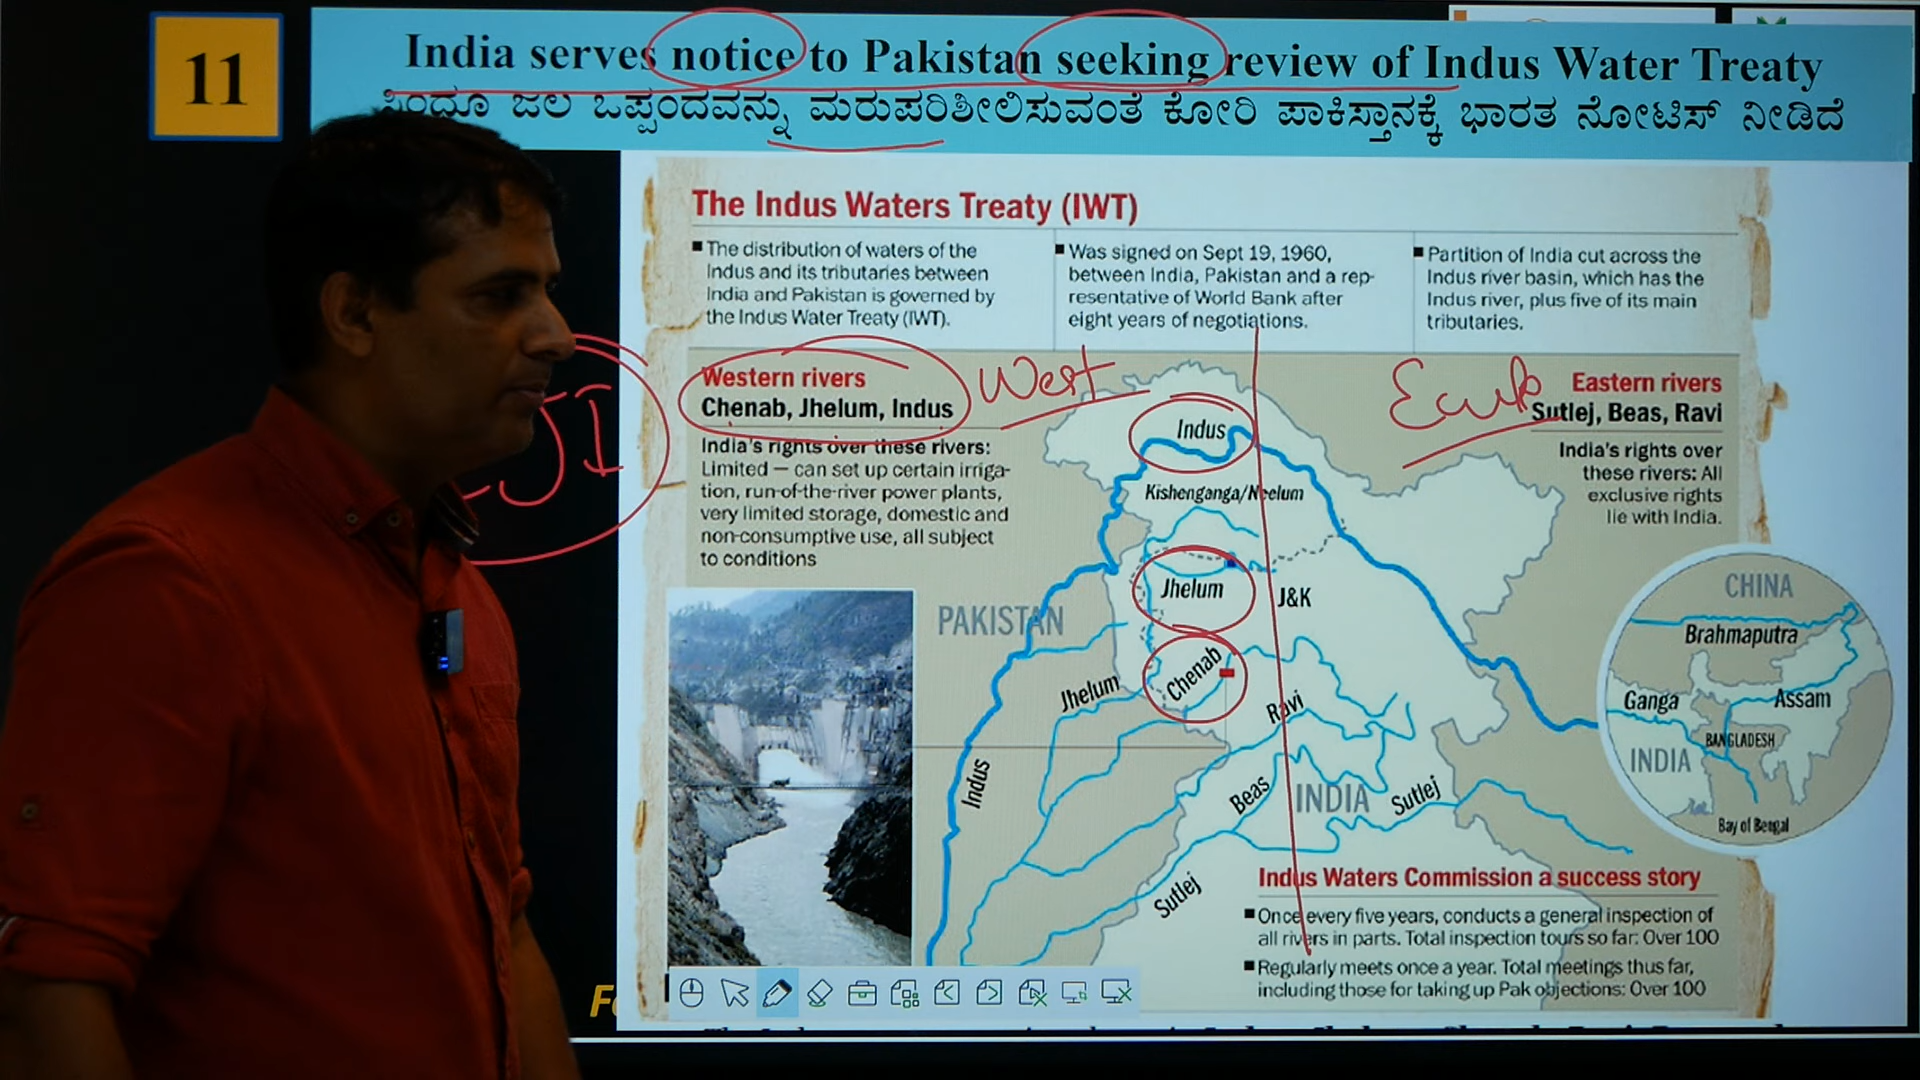 11
India serves notice to Pakistan seeking review of Indus Water Treaty
ಸಿಂಧೂ ಜಲ ಒಪ್ಪಂದವನ್ನು ಮರುಪರಿಶೀಲಿಸುವಂತೆ ಕೋರಿ ಪಾಕಿಸ್ತಾನಕ್ಕೆ ಭಾರತ ನೋಟಿಸ್ ನೀಡಿದೆ
The Indus Waters Treaty (IWT)
The distribution of waters of the
Indus and its tributaries between
India and Pakistan is governed by
the Indus Water Treaty (IWT).
Was signed on Sept 19, 1960,
between India, Pakistan and a rep-
resentative of World Bank after
eight years of negotiations.
Partition of India cut across the
Indus river basin, which has the
Indus river, plus five of its main
tributaries.
Western rivers
Chenab, Jhelum, Indus
India's rights over these rivers:
Limited — can set up certain irriga-
tion, run-of-the-river power plants,
very limited storage, domestic and
non-consumptive use, all subject
to conditions
West
Eastern rivers
Sutlej, Beas, Ravi
India's rights over
these rivers: All
exclusive rights
lie with India.
JI
Indus
Kishenganga/Neelum
Jhelum
J&K
PAKISTAN
Chenab
Jhelum
Ravi
Indus
Beas
INDIA
Sutlej
Sutlej
CHINA
Brahmaputra
Ganga
Assam
BANGLADESH
INDIA
Bay of Bengal
Indus Waters Commission a success story
Once every five years, conducts a general inspection of
all rivers in parts. Total inspection tours so far: Over 100
Regularly meets once a year. Total meetings thus far,
including those for taking up Pak objections: Over 100